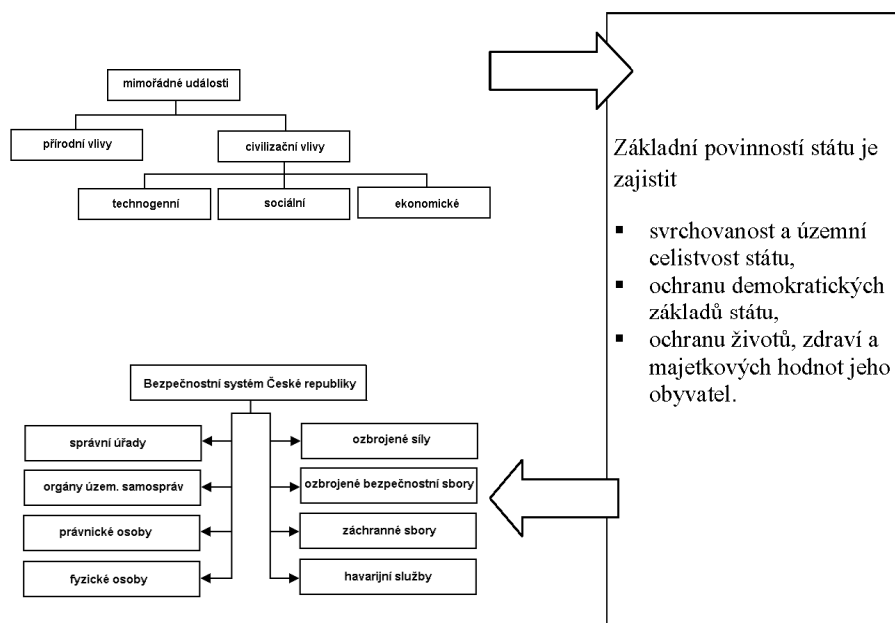 mimořádné události
přírodní vlivy
civilizační vlivy
technogenní
sociální
ekonomické
Základní povinností státu je
zajistit
▪ svrchovanost a územní
celistvost státu,
▪ ochranu demokratických
základů státu,
▪ ochranu životů, zdraví a
majetkových hodnot jeho
obyvatel.
Bezpečnostní systém České republiky
správní úřady
orgány územ. samospráv
právnické osoby
fyzické osoby
ozbrojené síly
ozbrojené bezpečnostní sbory
záchranné sbory
havarijní služby